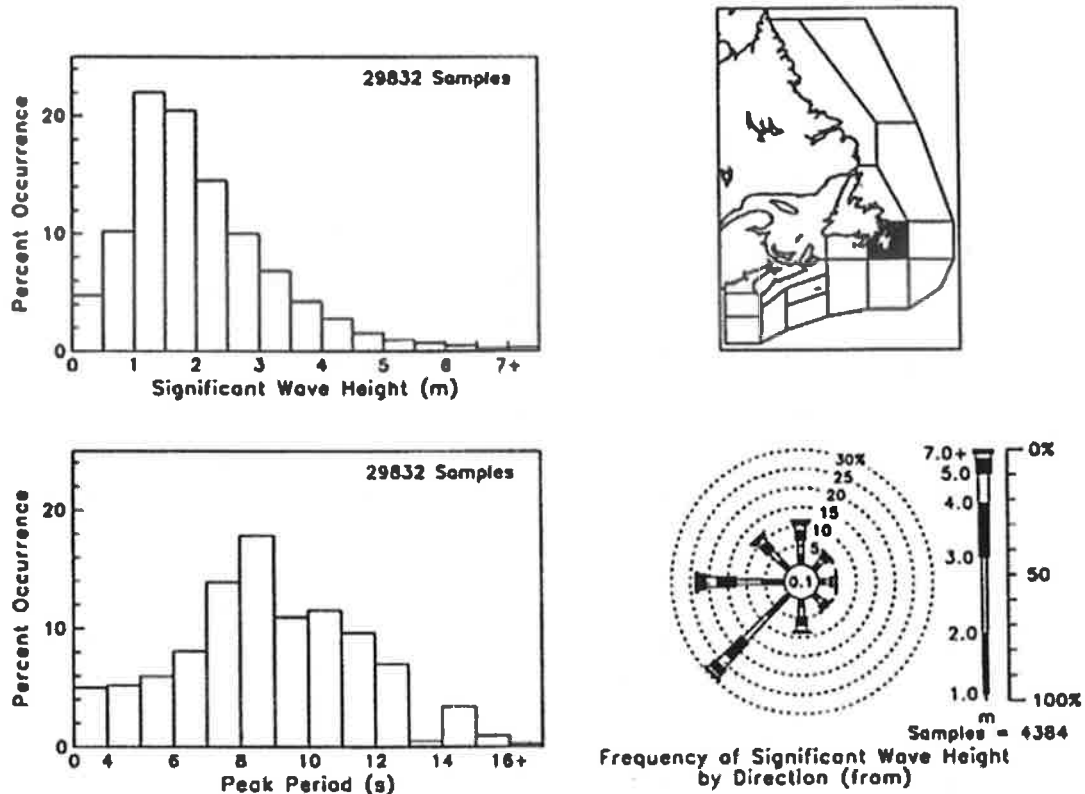 29832 Samples
20
10
0
Percent Occurrence
0 1 2 3 4 5 6 7+
Significant Wave Height (m)
29832 Samples
20
10
0
Percent Occurrence
0 4 6 8 10 12 14 16+
Peak Period (s)
30%
25
20
15
10
5
0.1
7.0+
5.0
4.0
3.0
2.0
1.0
m
0%
50
100%
Samples = 4384
Frequency of Significant Wave Height
by Direction (from)